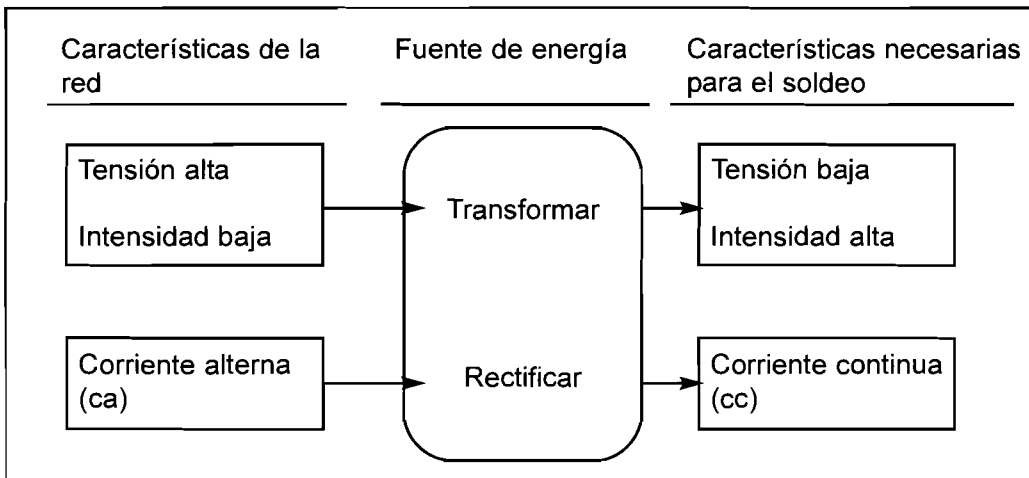 Características de la
red
Fuente de energía
Características necesarias
para el soldeo
Tensión alta
Intensidad baja
Transformar
Tensión baja
Intensidad alta
Corriente alterna
(ca)
Rectificar
Corriente continua
(cc)